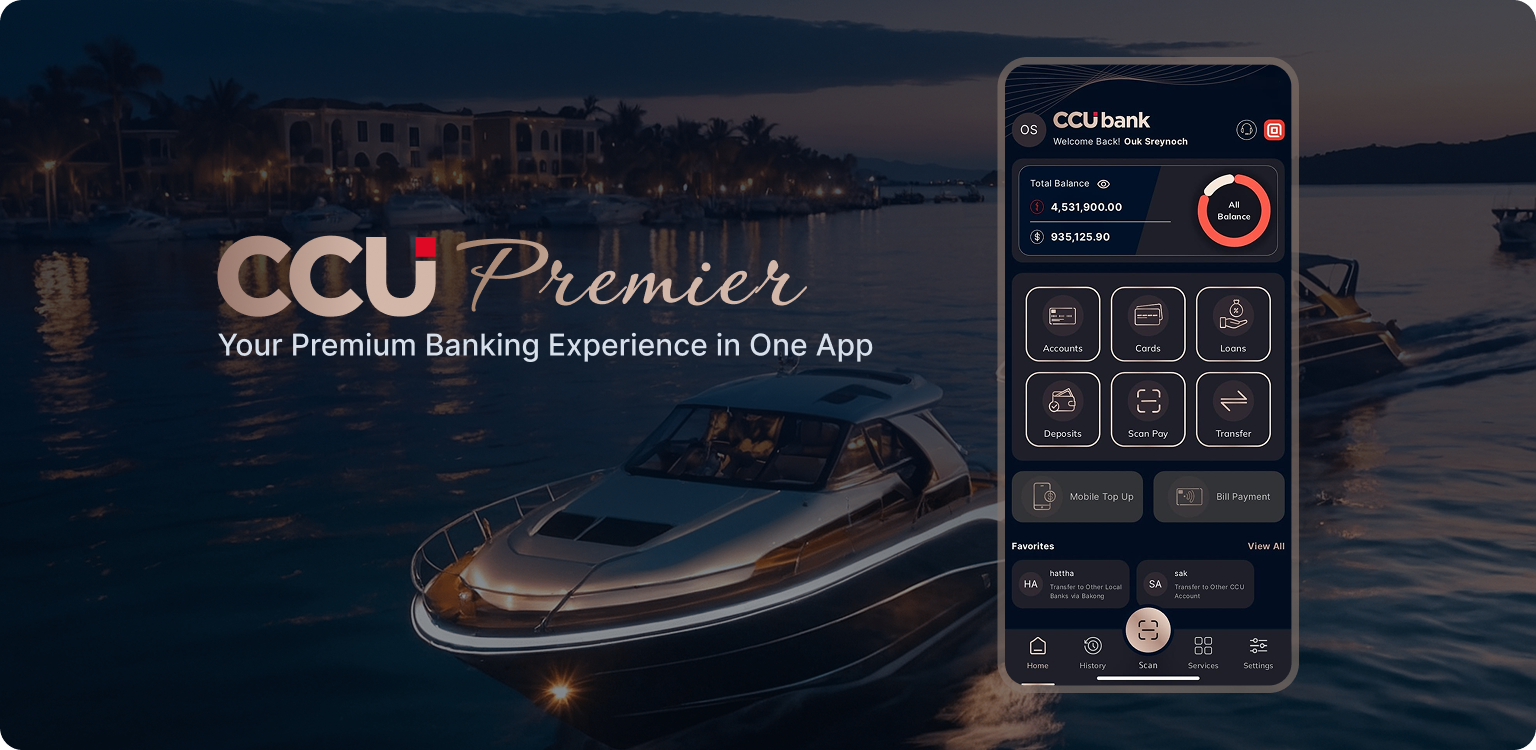 CCU Premier
Your Premium Banking Experience in One App
OS
CCU bank
Welcome Back! Ouk Sreynoch
Total Balance
4,531,900.00
$ 935,125.90
All
Balance
Accounts
Cards
Loans
Deposits
Scan Pay
Transfer
Mobile Top Up
Bill Payment
Favorites
View All
HA
hattha
Transfer to Other Local
Banks via Bakong
SA
sak
Transfer to Other CCU
Account
Home
History
Scan
Services
Settings